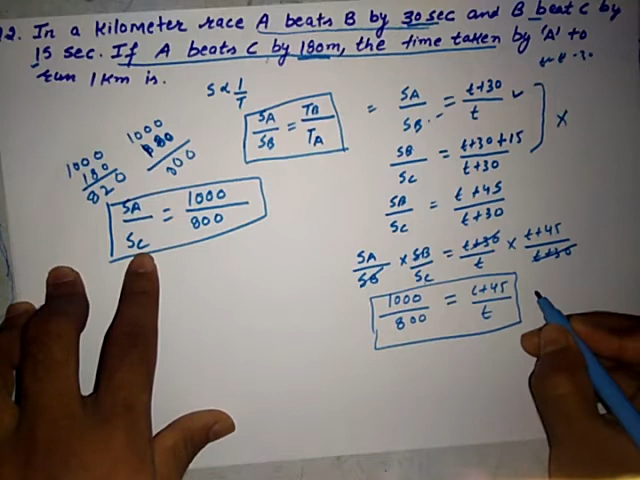 12. In a Kilometer race A beats B by 30 sec and B beat C by
15 sec. If A beats C by 180m, the time taken by 'A' to
run 1 Km is.
S ∝ 1/T
SA/SB = TB/TA
= SA/SB = t+30/t
SB/SC = t+30+15/t+30
×
SB/SC = t+45/t+30
SA/SB × SB/SC = t+30/t × t+45/t+30
1000/800 = t+45/t
1000
180
820
1000
800
SA/SC = 1000/800